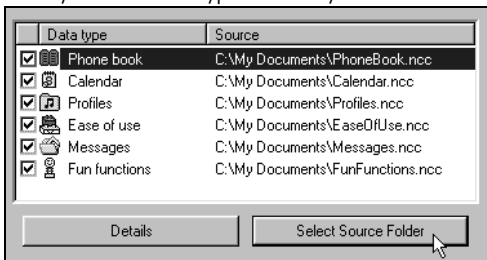 Data type Source
Phone book C:\My Documents\PhoneBook.ncc
Calendar C:\My Documents\Calendar.ncc
Profiles C:\My Documents\Profiles.ncc
Ease of use C:\My Documents\EaseOfUse.ncc
Messages C:\My Documents\Messages.ncc
Fun functions C:\My Documents\FunFunctions.ncc
Details Select Source Folder